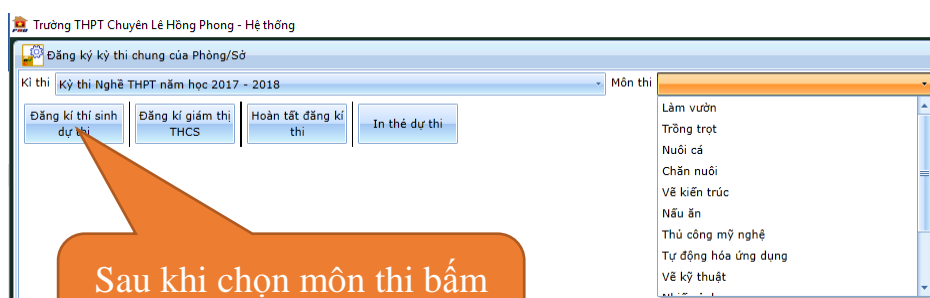 Trường THPT Chuyên Lê Hồng Phong - Hệ thống
Đăng ký kỳ thi chung của Phòng/Sở
Kì thi Kỳ thi Nghề THPT năm học 2017 - 2018 Môn thi
Đăng kí thí sinh
dự thi
Đăng kí giám thị
THCS
Hoàn tất đăng kí
thi
In thẻ dự thi
Làm vườn
Trồng trọt
Nuôi cá
Chăn nuôi
Vẽ kiến trúc
Nấu ăn
Thủ công mỹ nghệ
Tự động hóa ứng dụng
Vẽ kỹ thuật
Sau khi chọn môn thi bấm